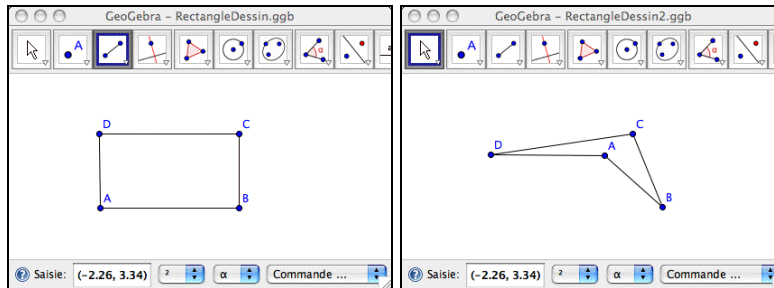 GeoGebra - RectangleDessin.ggb
A
α
D
C
A
B
Saisie: (-2.26, 3.34) ² α Commande ...
GeoGebra - RectangleDessin2.ggb
A
α
C
D
A
B
Saisie: (-2.26, 3.34) ² α Commande ...